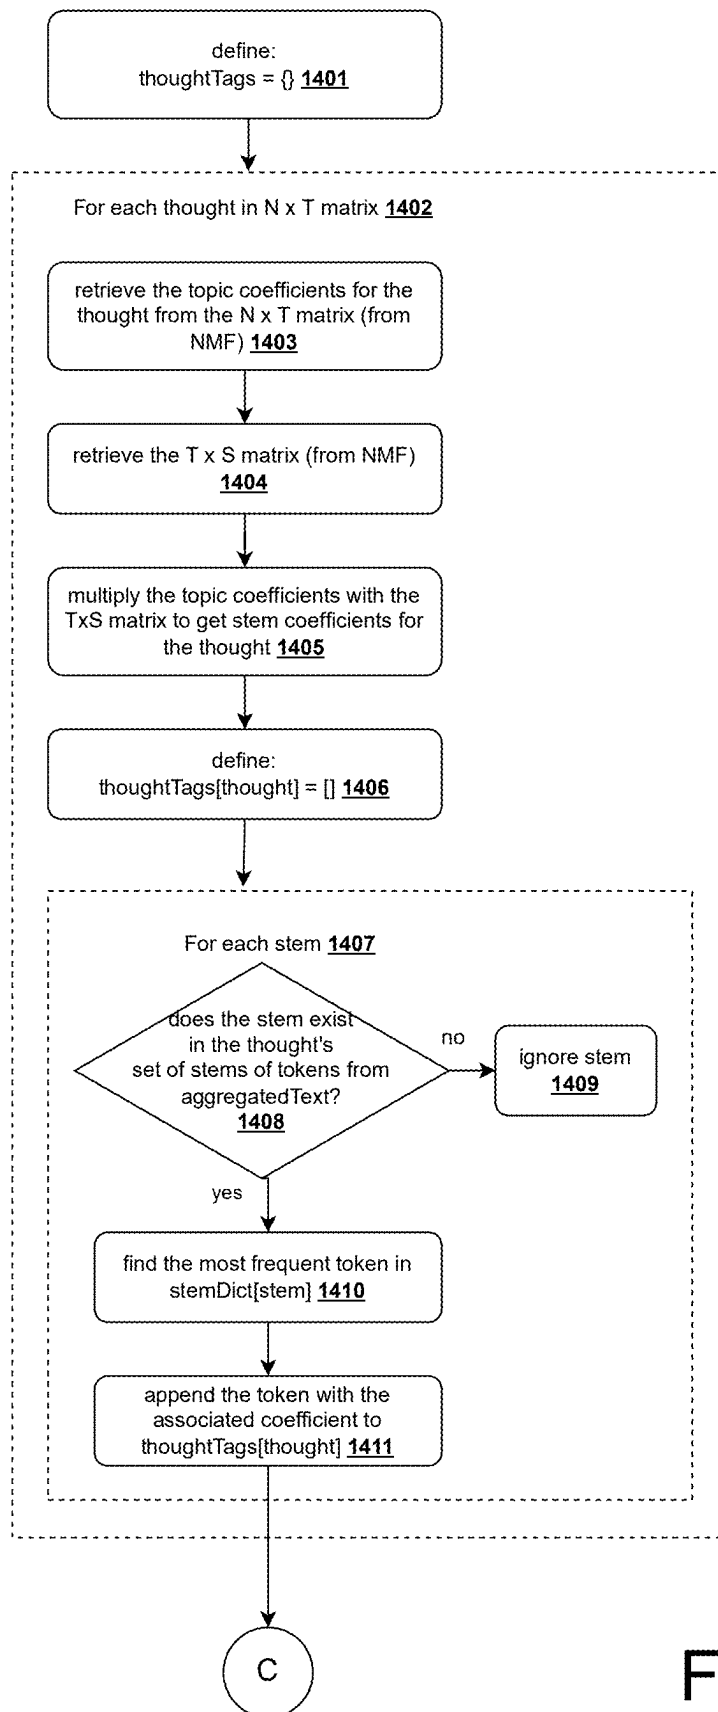 define:
thoughtTags = {} 1401
For each thought in N x T matrix 1402
retrieve the topic coefficients for the
thought from the N x T matrix (from
NMF) 1403
retrieve the T x S matrix (from NMF)
1404
multiply the topic coefficients with the
TxS matrix to get stem coefficients for
the thought 1405
define:
thoughtTags[thought] = [] 1406
For each stem 1407
does the stem exist
in the thought's
set of stems of tokens from
aggregatedText?
1408
no
ignore stem
1409
yes
find the most frequent token in
stemDict[stem] 1410
append the token with the
associated coefficient to
thoughtTags[thought] 1411
C
F